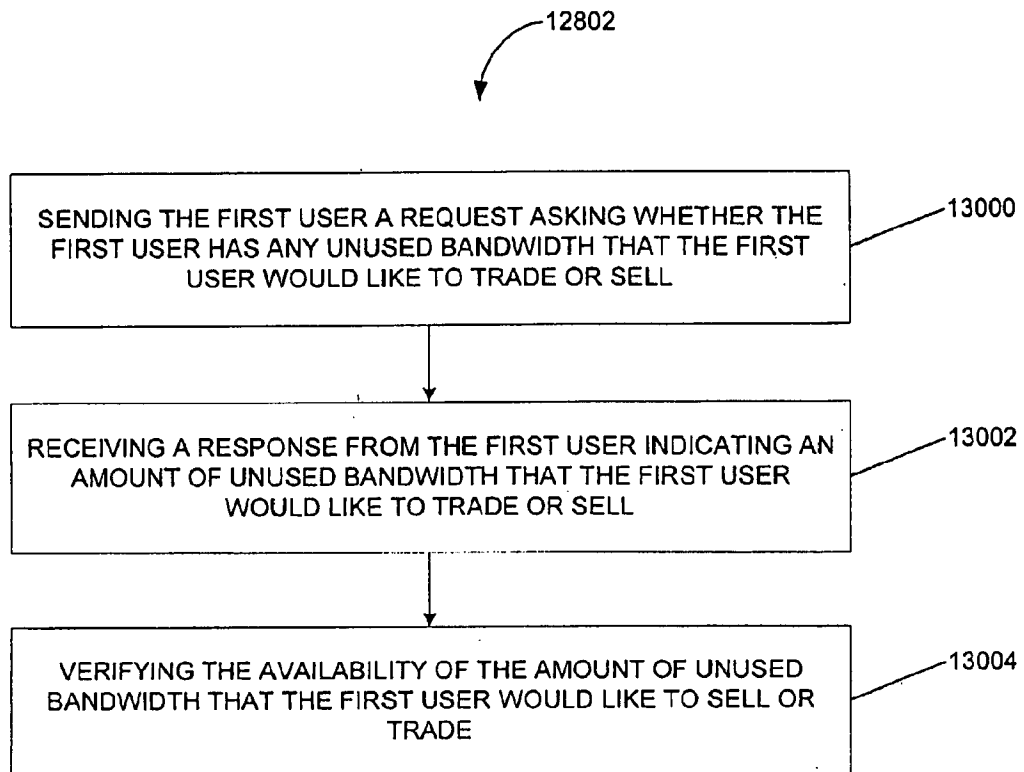 12802
SENDING THE FIRST USER A REQUEST ASKING WHETHER THE
FIRST USER HAS ANY UNUSED BANDWIDTH THAT THE FIRST
USER WOULD LIKE TO TRADE OR SELL
13000
RECEIVING A RESPONSE FROM THE FIRST USER INDICATING AN
AMOUNT OF UNUSED BANDWIDTH THAT THE FIRST USER
WOULD LIKE TO TRADE OR SELL
13002
VERIFYING THE AVAILABILITY OF THE AMOUNT OF UNUSED
BANDWIDTH THAT THE FIRST USER WOULD LIKE TO SELL OR
TRADE
13004